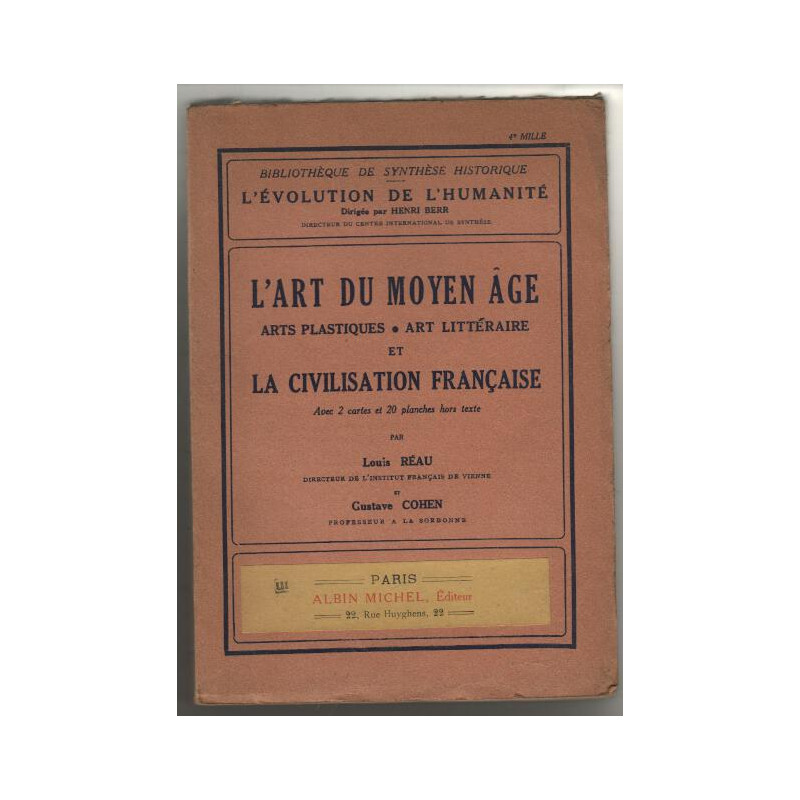 4e MILLE
BIBLIOTHÈQUE DE SYNTHÈSE HISTORIQUE
L'ÉVOLUTION DE L'HUMANITÉ
Dirigée par HENRI BERR
DIRECTEUR DU CENTRE INTERNATIONAL DE SYNTHÈSE
L'ART DU MOYEN ÂGE
ARTS PLASTIQUES • ART LITTÉRAIRE
ET
LA CIVILISATION FRANÇAISE
Avec 2 cartes et 20 planches hors texte
PAR
Louis RÉAU
DIRECTEUR DE L'INSTITUT FRANÇAIS DE VIENNE
ET
Gustave COHEN
PROFESSEUR A LA SORBONNE
PARIS
ALBIN MICHEL, Éditeur
22, Rue Huyghens, 22